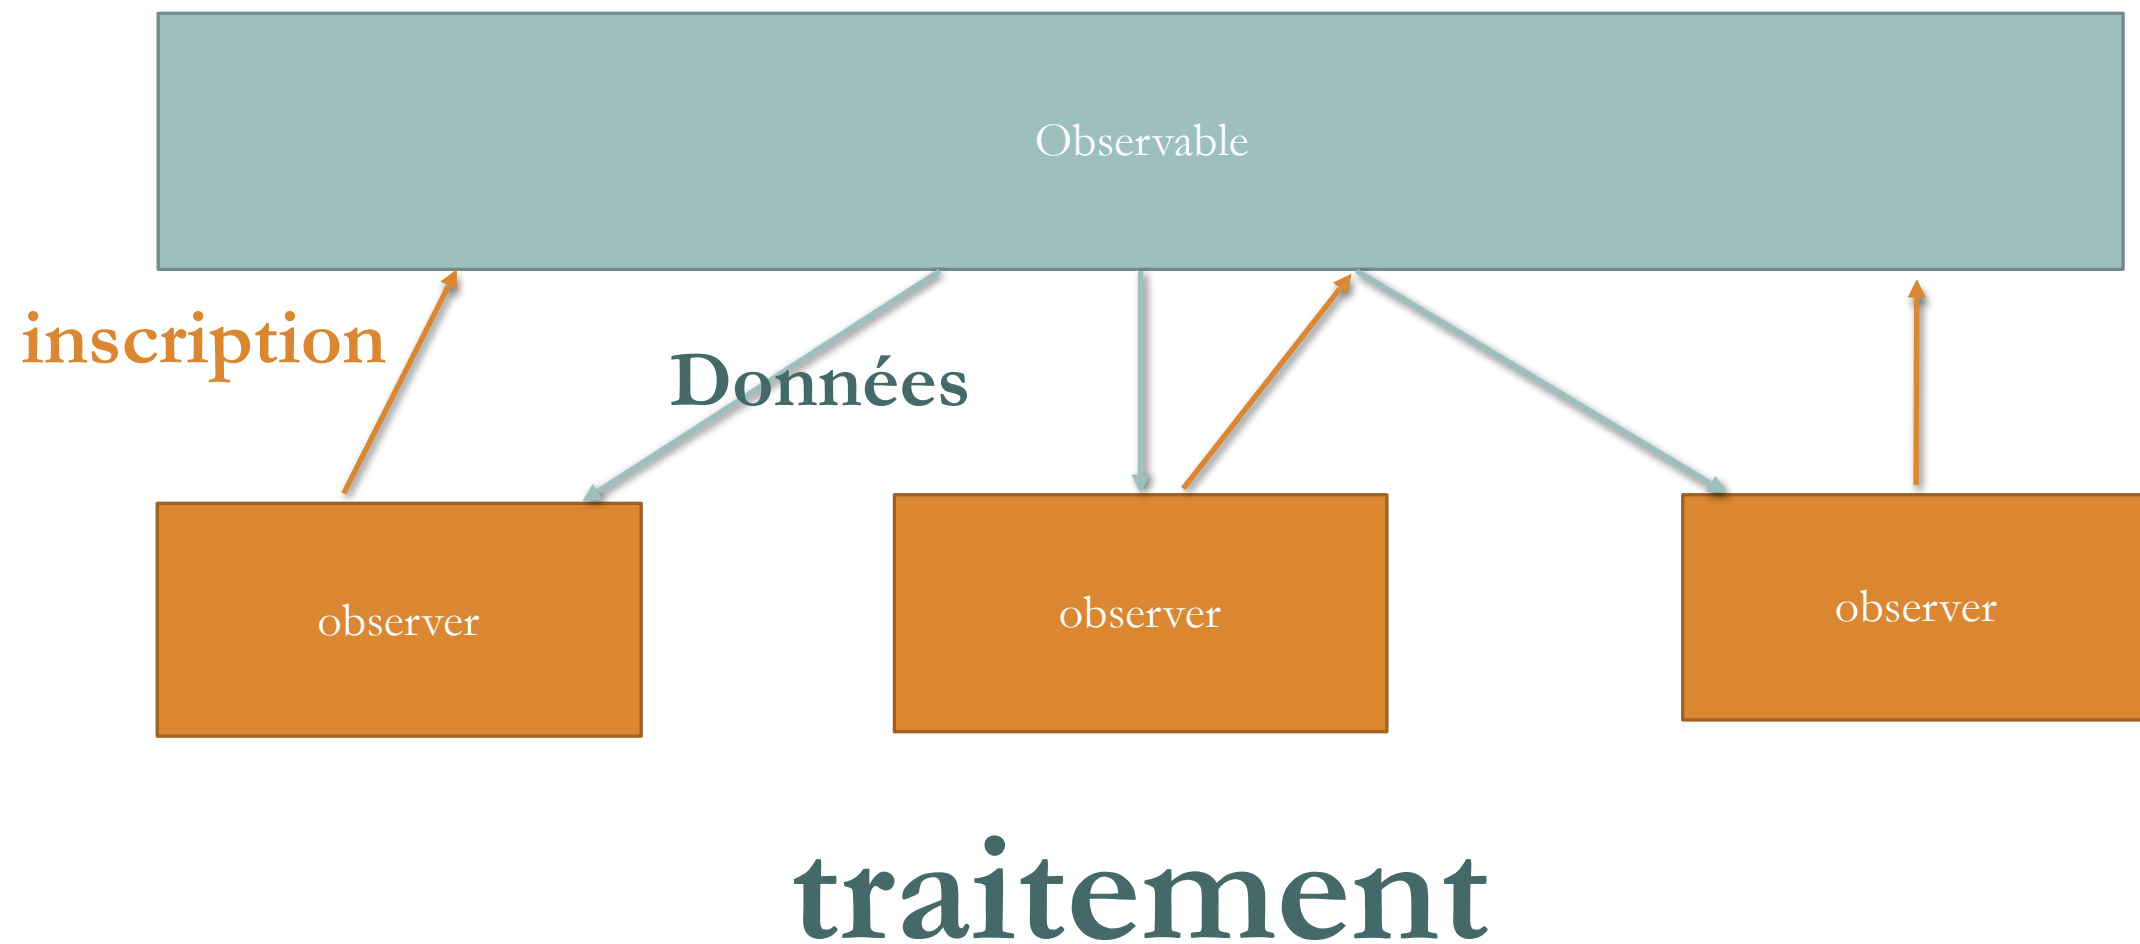 Observable
inscription
Données
observer
observer
observer
traitement